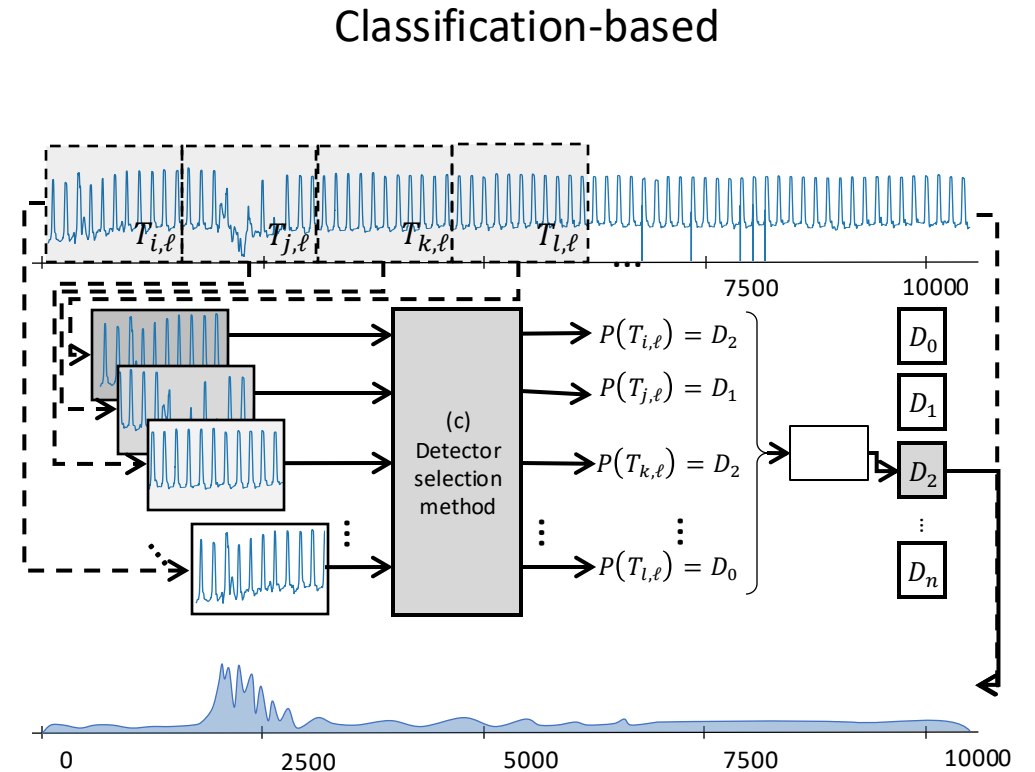 Classification-based
T_{i,ℓ} T_{j,ℓ} T_{k,ℓ} T_{l,ℓ}
...
7500 10000
(c)
Detector
selection
method
P(T_{i,ℓ}) = D_2
P(T_{j,ℓ}) = D_1
P(T_{k,ℓ}) = D_2
P(T_{l,ℓ}) = D_0
D_0
D_1
D_2
...
D_n
0 2500 5000 7500 10000